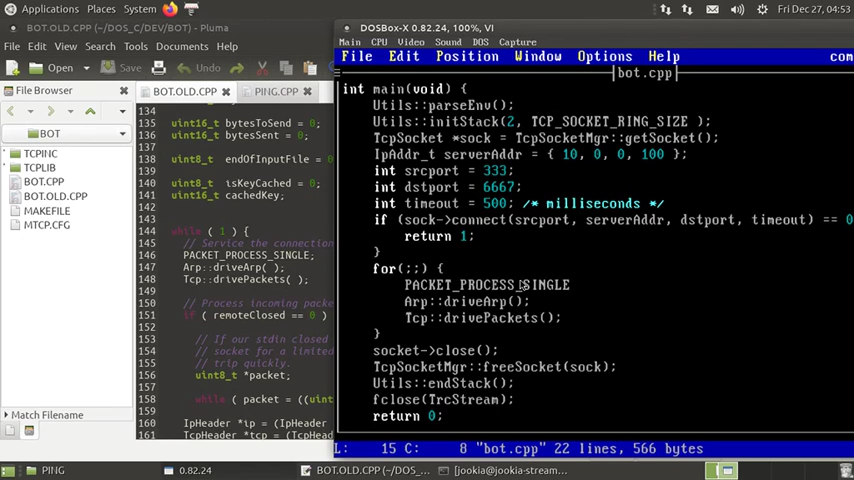 BOT.OLD.CPP (~/DOS_C/DEV/BOT) - Pluma
Applications Places System
Fri Dec 27, 04:53
File Edit View Search Tools Documents Help
Open Save Undo
File Browser
BOT
TCPINC
TCPLIB
BOT.CPP
BOT.OLD.CPP
MAKEFILE
MTCP.CFG
Match Filename
BOT.OLD.CPP PING.CPP
134
135 uint16_t bytesToSend = 0;
136 uint16_t bytesSent = 0;
137
138 uint8_t endOfInputFile = 0;
139
140 uint8_t isKeyCached = 0;
141 uint16_t cachedKey;
142
143
144 while ( 1 ) {
145 // Service the connection
146 PACKET_PROCESS_SINGLE;
147 Arp::driveArp( );
148 Tcp::drivePackets( );
149
150 // Process incoming packe
151 if ( remoteClosed == 0 )
152
153 // If our stdin closed
154 // socket for a limited
155 // trip quickly.
156 uint8_t *packet;
157
158 while ( packet = ((uint
159
160 IpHeader *ip = (IpHeader
161 TcpHeader *tcp = (TcpHea
DOSBox-X 0.82.24, 100%, VI
Main CPU Video Sound DOS Capture
File Edit Position Window Options Help com
bot.cpp
int main(void) {
Utils::parseEnv();
Utils::initStack(2, TCP_SOCKET_RING_SIZE );
TcpSocket *sock = TcpSocketMgr::getSocket();
IpAddr_t serverAddr = { 10, 0, 0, 100 };
int srcport = 333;
int dstport = 6667;
int timeout = 500; /* milliseconds */
if (sock->connect(srcport, serverAddr, dstport, timeout) == 0
return 1;
}
for(;;) {
PACKET_PROCESS_SINGLE
Arp::driveArp();
Tcp::drivePackets();
}
socket->close();
TcpSocketMgr::freeSocket(sock);
Utils::endStack();
fclose(TrcStream);
return 0;
L: 15 C: 8 "bot.cpp" 22 lines, 566 bytes
PING 0.82.24 BOT.OLD.CPP (~/DOS_... [jookia@jookia-stream...